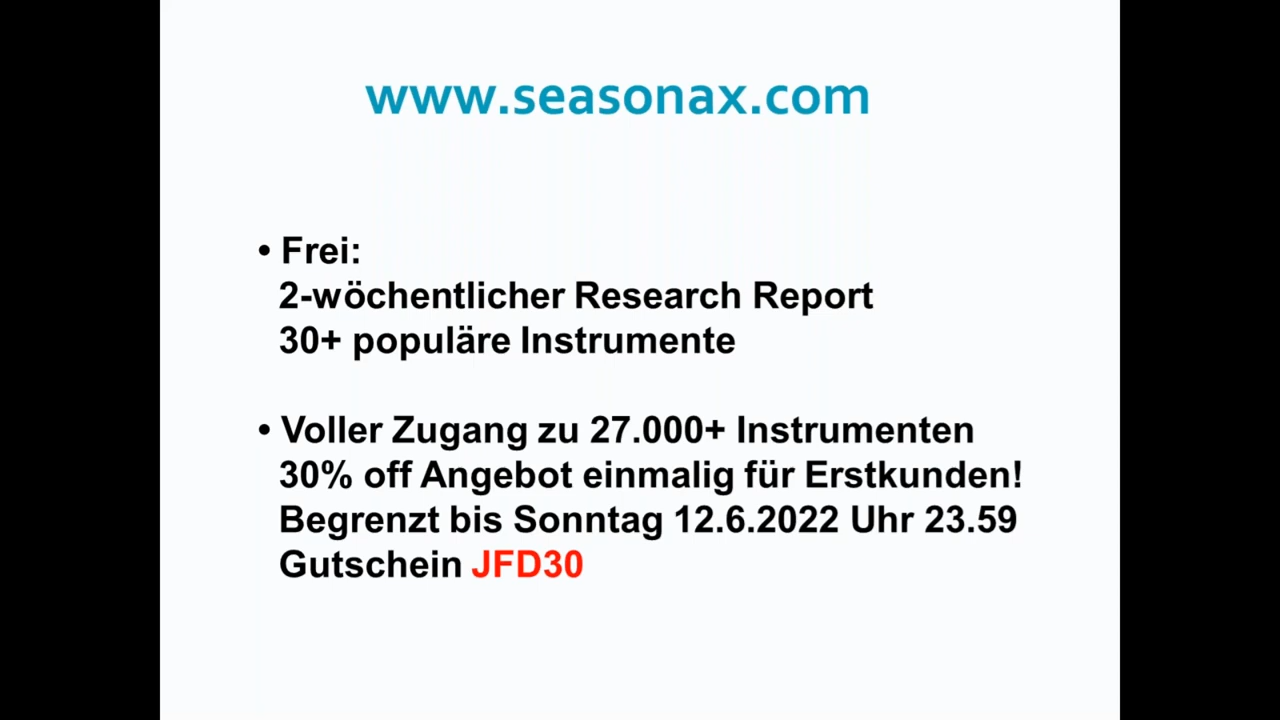 www.seasonax.com
• Frei:
2-wöchentlicher Research Report
30+ populäre Instrumente
• Voller Zugang zu 27.000+ Instrumenten
30% off Angebot einmalig für Erstkunden!
Begrenzt bis Sonntag 12.6.2022 Uhr 23.59
Gutschein JFD30